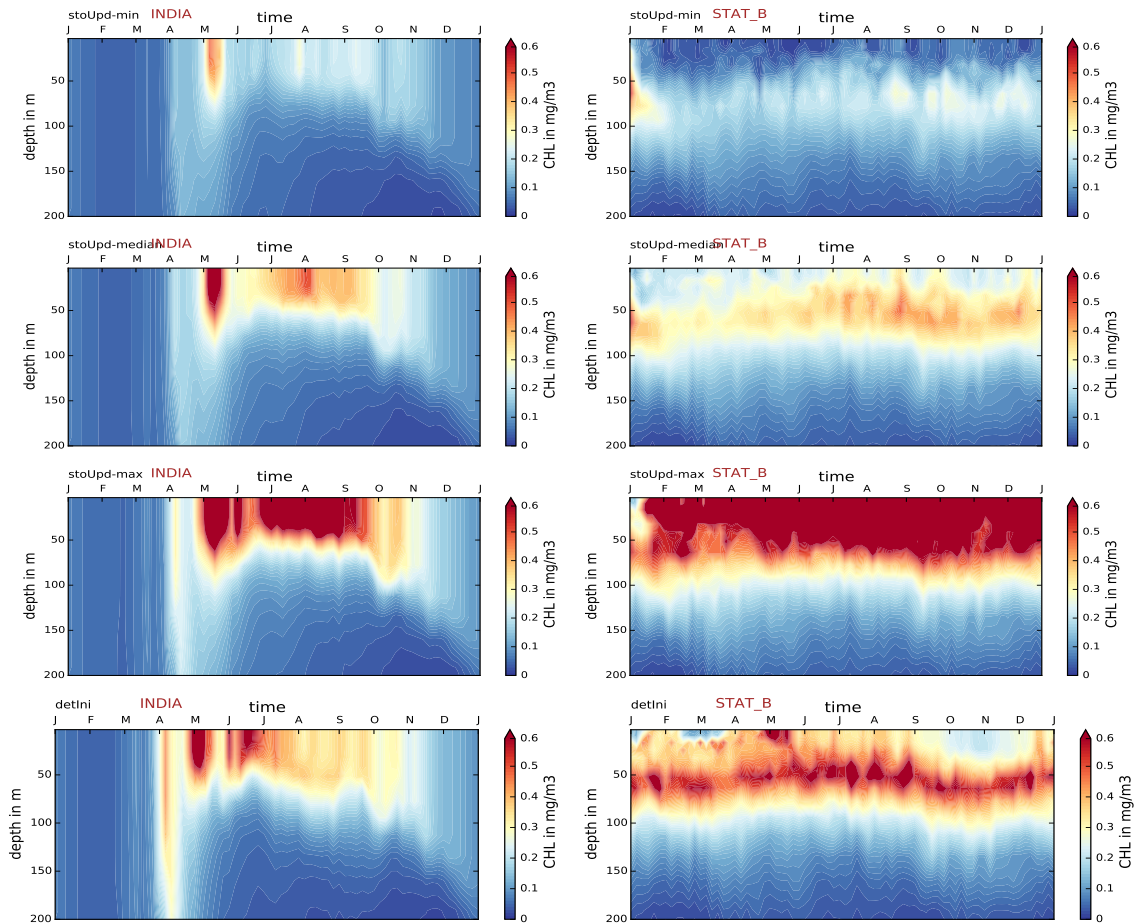 stoUpd-min INDIA time
J F M A M J J A S O N D J
depth in m
50
100
150
200
0.6
0.5
0.4
0.3
0.2
0.1
0
CHL in mg/m3
stoUpd-min STAT_B time
J F M A M J J A S O N D J
depth in m
50
100
150
200
0.6
0.5
0.4
0.3
0.2
0.1
0
CHL in mg/m3
stoUpd-median INDIA time
J F M A M J J A S O N D J
depth in m
50
100
150
200
0.6
0.5
0.4
0.3
0.2
0.1
0
CHL in mg/m3
stoUpd-median STAT_B time
J F M A M J J A S O N D J
depth in m
50
100
150
200
0.6
0.5
0.4
0.3
0.2
0.1
0
CHL in mg/m3
stoUpd-max INDIA time
J F M A M J J A S O N D J
depth in m
50
100
150
200
0.6
0.5
0.4
0.3
0.2
0.1
0
CHL in mg/m3
stoUpd-max STAT_B time
J F M A M J J A S O N D J
depth in m
50
100
150
200
0.6
0.5
0.4
0.3
0.2
0.1
0
CHL in mg/m3
detIni INDIA time
J F M A M J J A S O N D J
depth in m
50
100
150
200
0.6
0.5
0.4
0.3
0.2
0.1
0
CHL in mg/m3
detIni STAT_B time
J F M A M J J A S O N D J
depth in m
50
100
150
200
0.6
0.5
0.4
0.3
0.2
0.1
0
CHL in mg/m3